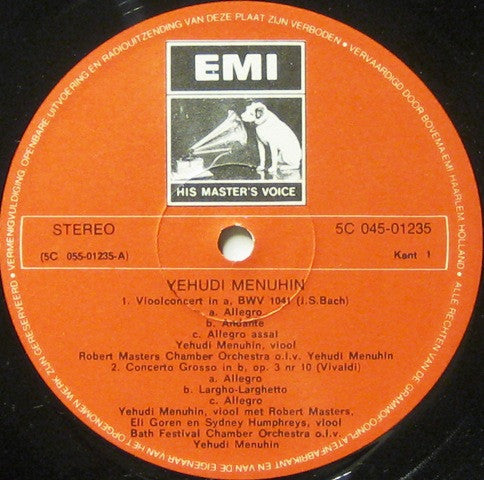 EMI
HIS MASTER'S VOICE
STEREO
5C 045-01235
(5C 055-01235-A)
Kant 1
YEHUDI MENUHIN
1. Vioolconcert in a, BWV 1041 (J.S.Bach)
a. Allegro
b. Andante
c. Allegro assai
Yehudi Menuhin, viool
Robert Masters Chamber Orchestra o.l.v. Yehudi Menuhin
2. Concerto Grosso in b, op. 3 nr 10 (Vivaldi)
a. Allegro
b. Largho-Larghetto
c. Allegro
Yehudi Menuhin, viool met Robert Masters,
Eli Goren en Sydney Humphreys, viool
Bath Festival Chamber Orchestra o.l.v.
Yehudi Menuhin
VERVAARDIGD DOOR BOVEMA-EMI HAARLEM HOLLAND • ALLE RECHTEN VAN DE GRAMMOFOONPLATENFABRIKANT EN VAN DE EIGENAAR VAN HET OPGENOMEN WERK ZIJN GERESERVEERD • VERMENIGVULDIGING, OPENBARE UITVOERING EN RADIOUITZENDING VAN DEZE PLAAT ZIJN VERBODEN •